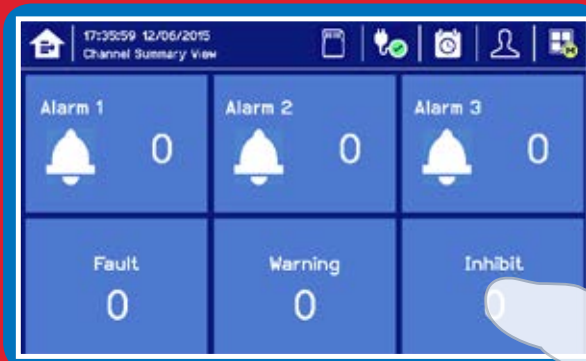 17:35:59 12/06/2015
Channel Summary View
Alarm 1
0
Alarm 2
0
Alarm 3
0
Fault
0
Warning
0
Inhibit
0
M